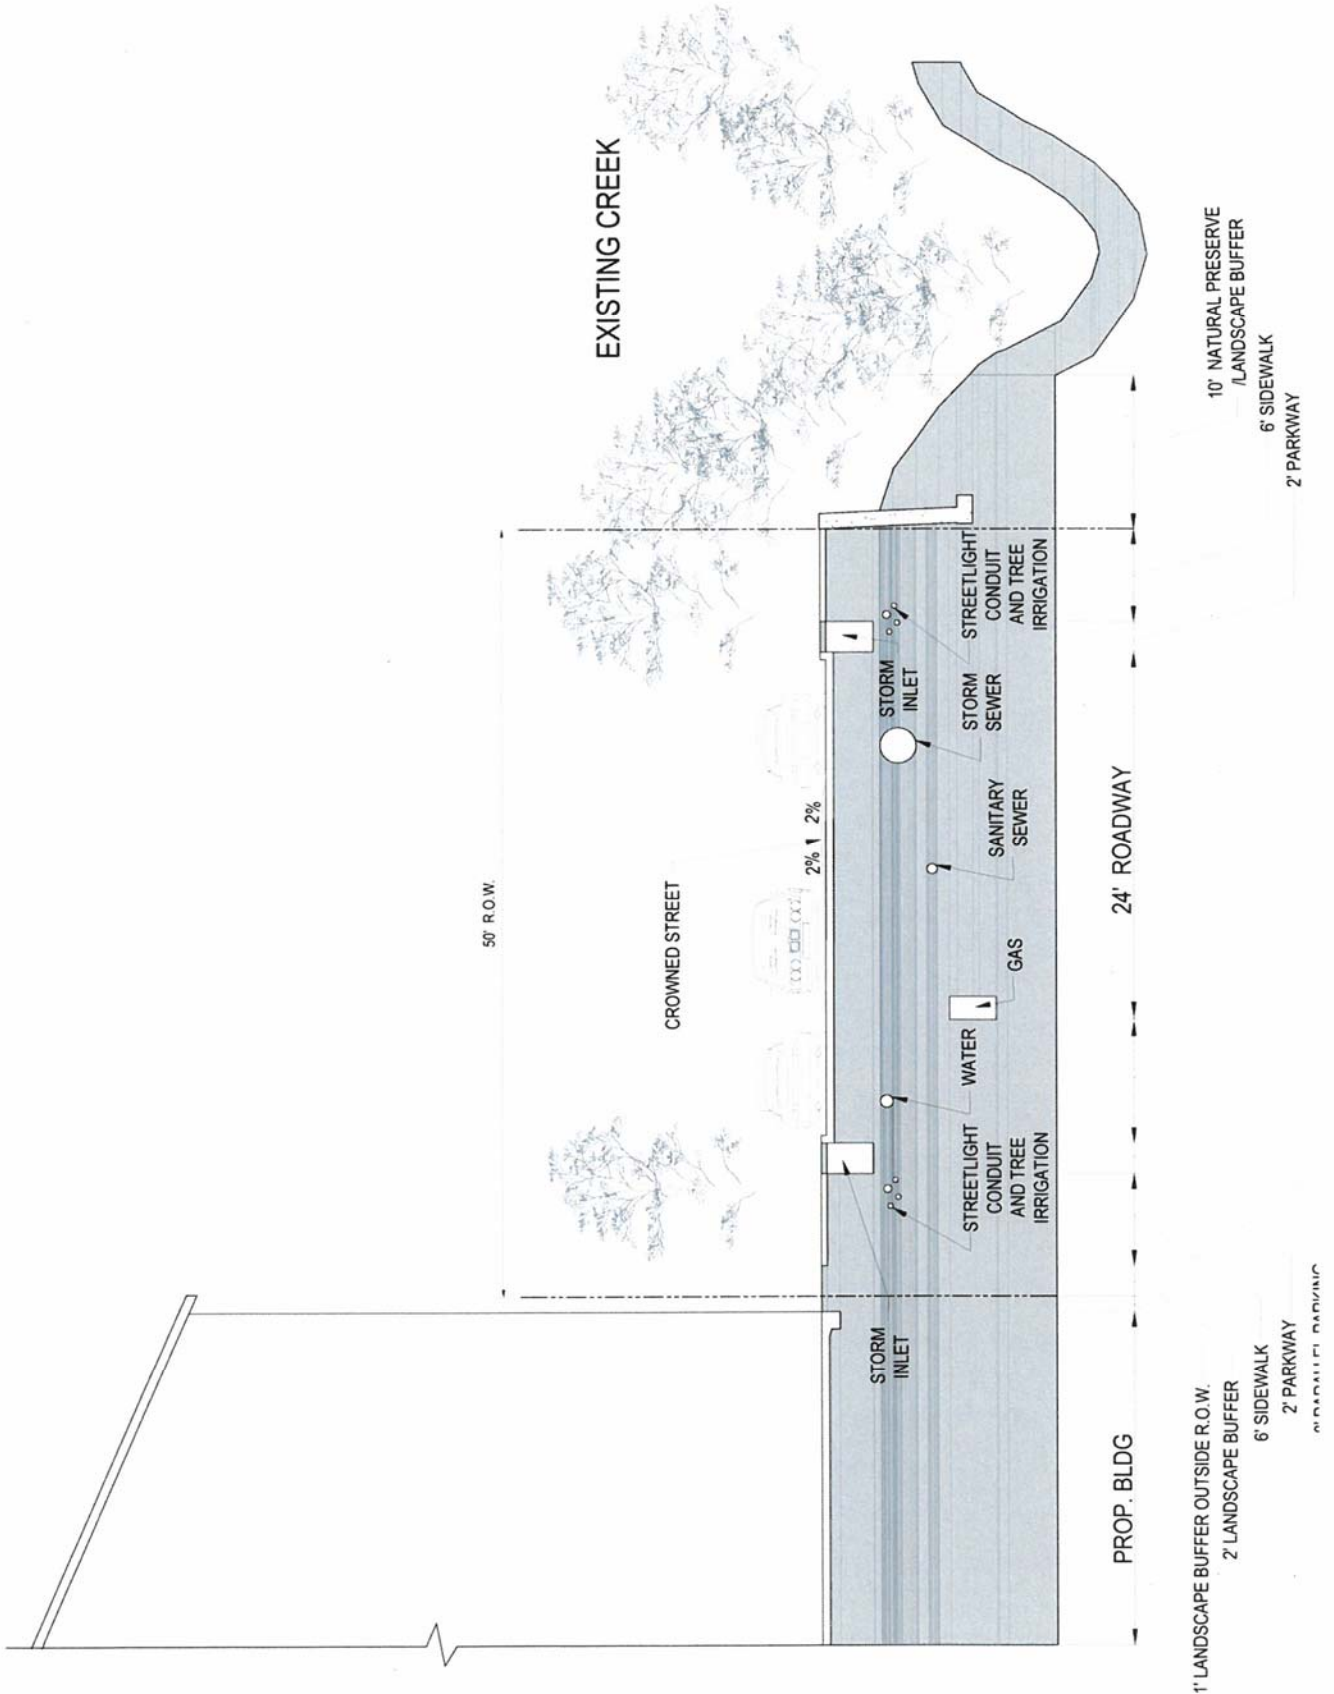 EXISTING CREEK
50' R.O.W.
CROWNED STREET
2% 2%
STORM
INLET
STREETLIGHT
CONDUIT
AND TREE
IRRIGATION
WATER
GAS
SANITARY
SEWER
STORM
SEWER
STORM
INLET
STREETLIGHT
CONDUIT
AND TREE
IRRIGATION
PROP. BLDG
24' ROADWAY
1' LANDSCAPE BUFFER OUTSIDE R.O.W.
2' LANDSCAPE BUFFER
6' SIDEWALK
2' PARKWAY
10' NATURAL PRESERVE
/LANDSCAPE BUFFER
6' SIDEWALK
2' PARKWAY